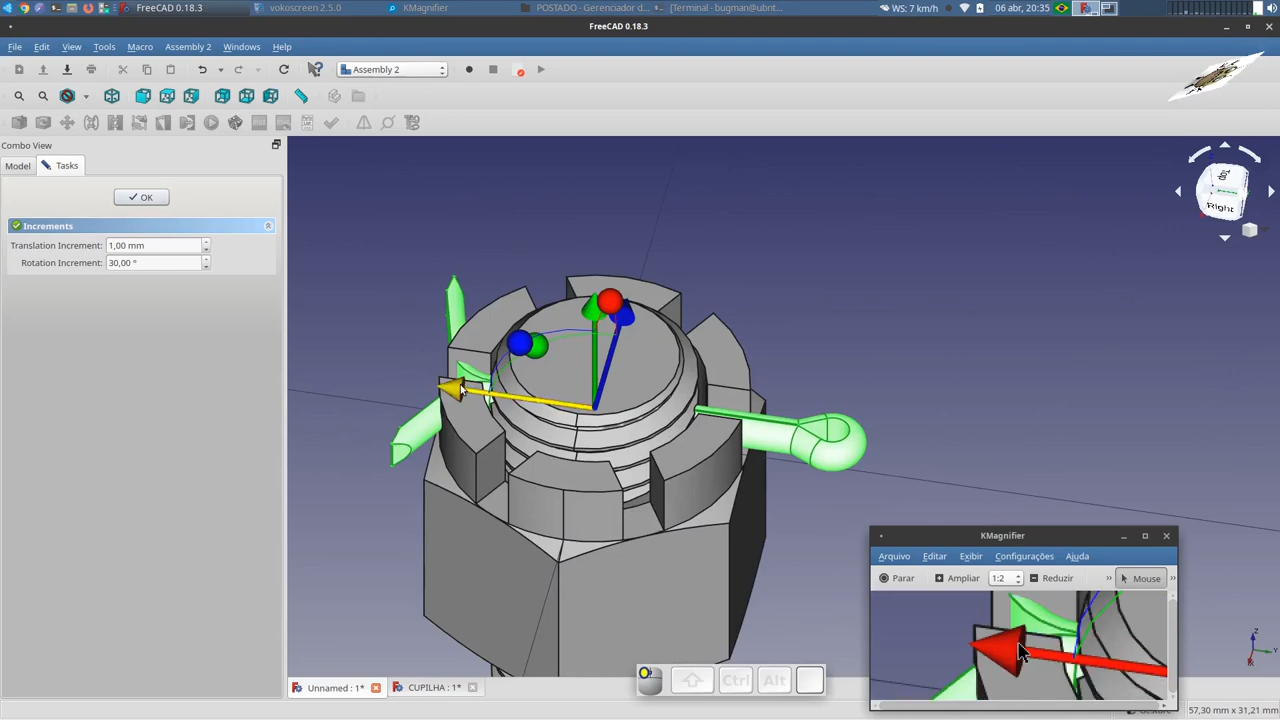 FreeCAD 0.18.3
vokoscreen 2.5.0
KMagnifier
POSTADO - Gerenciador de...
[Terminal - bugman@ubnt...
WS: 7 km/h
06 abr, 20:35
FreeCAD 0.18.3
File Edit View Tools Macro Assembly 2 Windows Help
Assembly 2
Combo View
Model Tasks
OK
Increments
Translation Increment: 1,00 mm
Rotation Increment: 30,00 °
Right
KMagnifier
Arquivo Editar Exibir Configurações Ajuda
Parar Ampliar 1:2 Reduzir Mouse
Ctrl Alt
Unnamed : 1* CUPILHA : 1*
57,30 mm x 31,21 mm